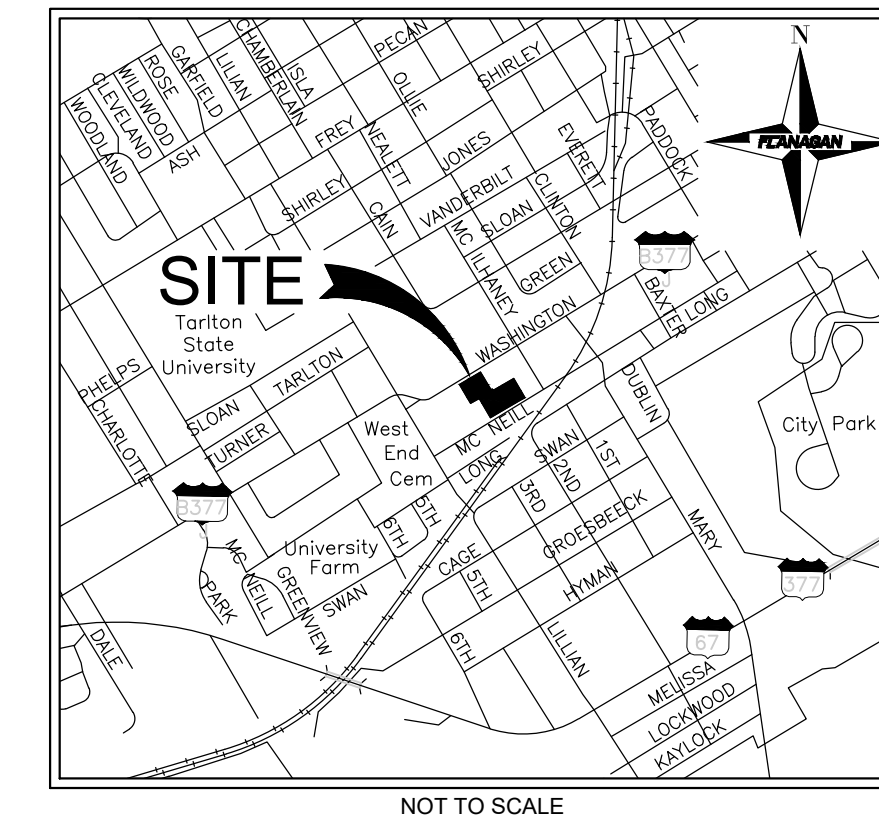 PECAN
CHAMBERLAIN
GARFIELD
ISLA
LILIAN
ROSE
WILDWOOD
CLEVELAND
WOODLAND
ASH
FREY
OLLIE
SHIRLEY
NEALETT
JONES
EVERETT
PADDOCK
N
FLANAGAN
SHIRLEY
CAIN
VANDERBILT
CLINTON
SLOAN
MC ILHANEY
GREEN
B377
J
BAXTER
LONG
SITE
Tarlton
State
University
WASHINGTON
PHELPS
CHARLOTTE
SLOAN
TARLTON
TURNER
West
End
Cem
MC NEILL
LONG
DUBLIN
City Park
SWAN
1ST
2ND
3RD
B377
J
5TH
6TH
GROESBEECK
MARY
MC NEILL
University
Farm
PARK
GREENVIEW
SWAN
CAGE
5TH
HYMAN
377
6TH
LILLIAN
67
DALE
MELISSA
LOCKWOOD
KAYLOCK
NOT TO SCALE